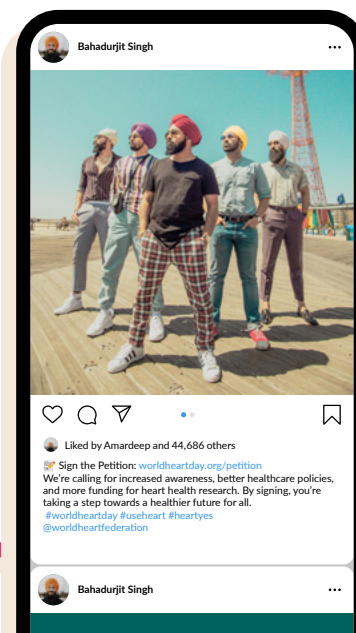 Bahadurjit Singh
Liked by Amardeep and 44,686 others
📝 Sign the Petition: worldheartday.org/petition
We're calling for increased awareness, better healthcare policies,
and more funding for heart health research. By signing, you're
taking a step towards a healthier future for all.
#worldheartday #useheart #heartyes
@worldheartfederation
Bahadurjit Singh